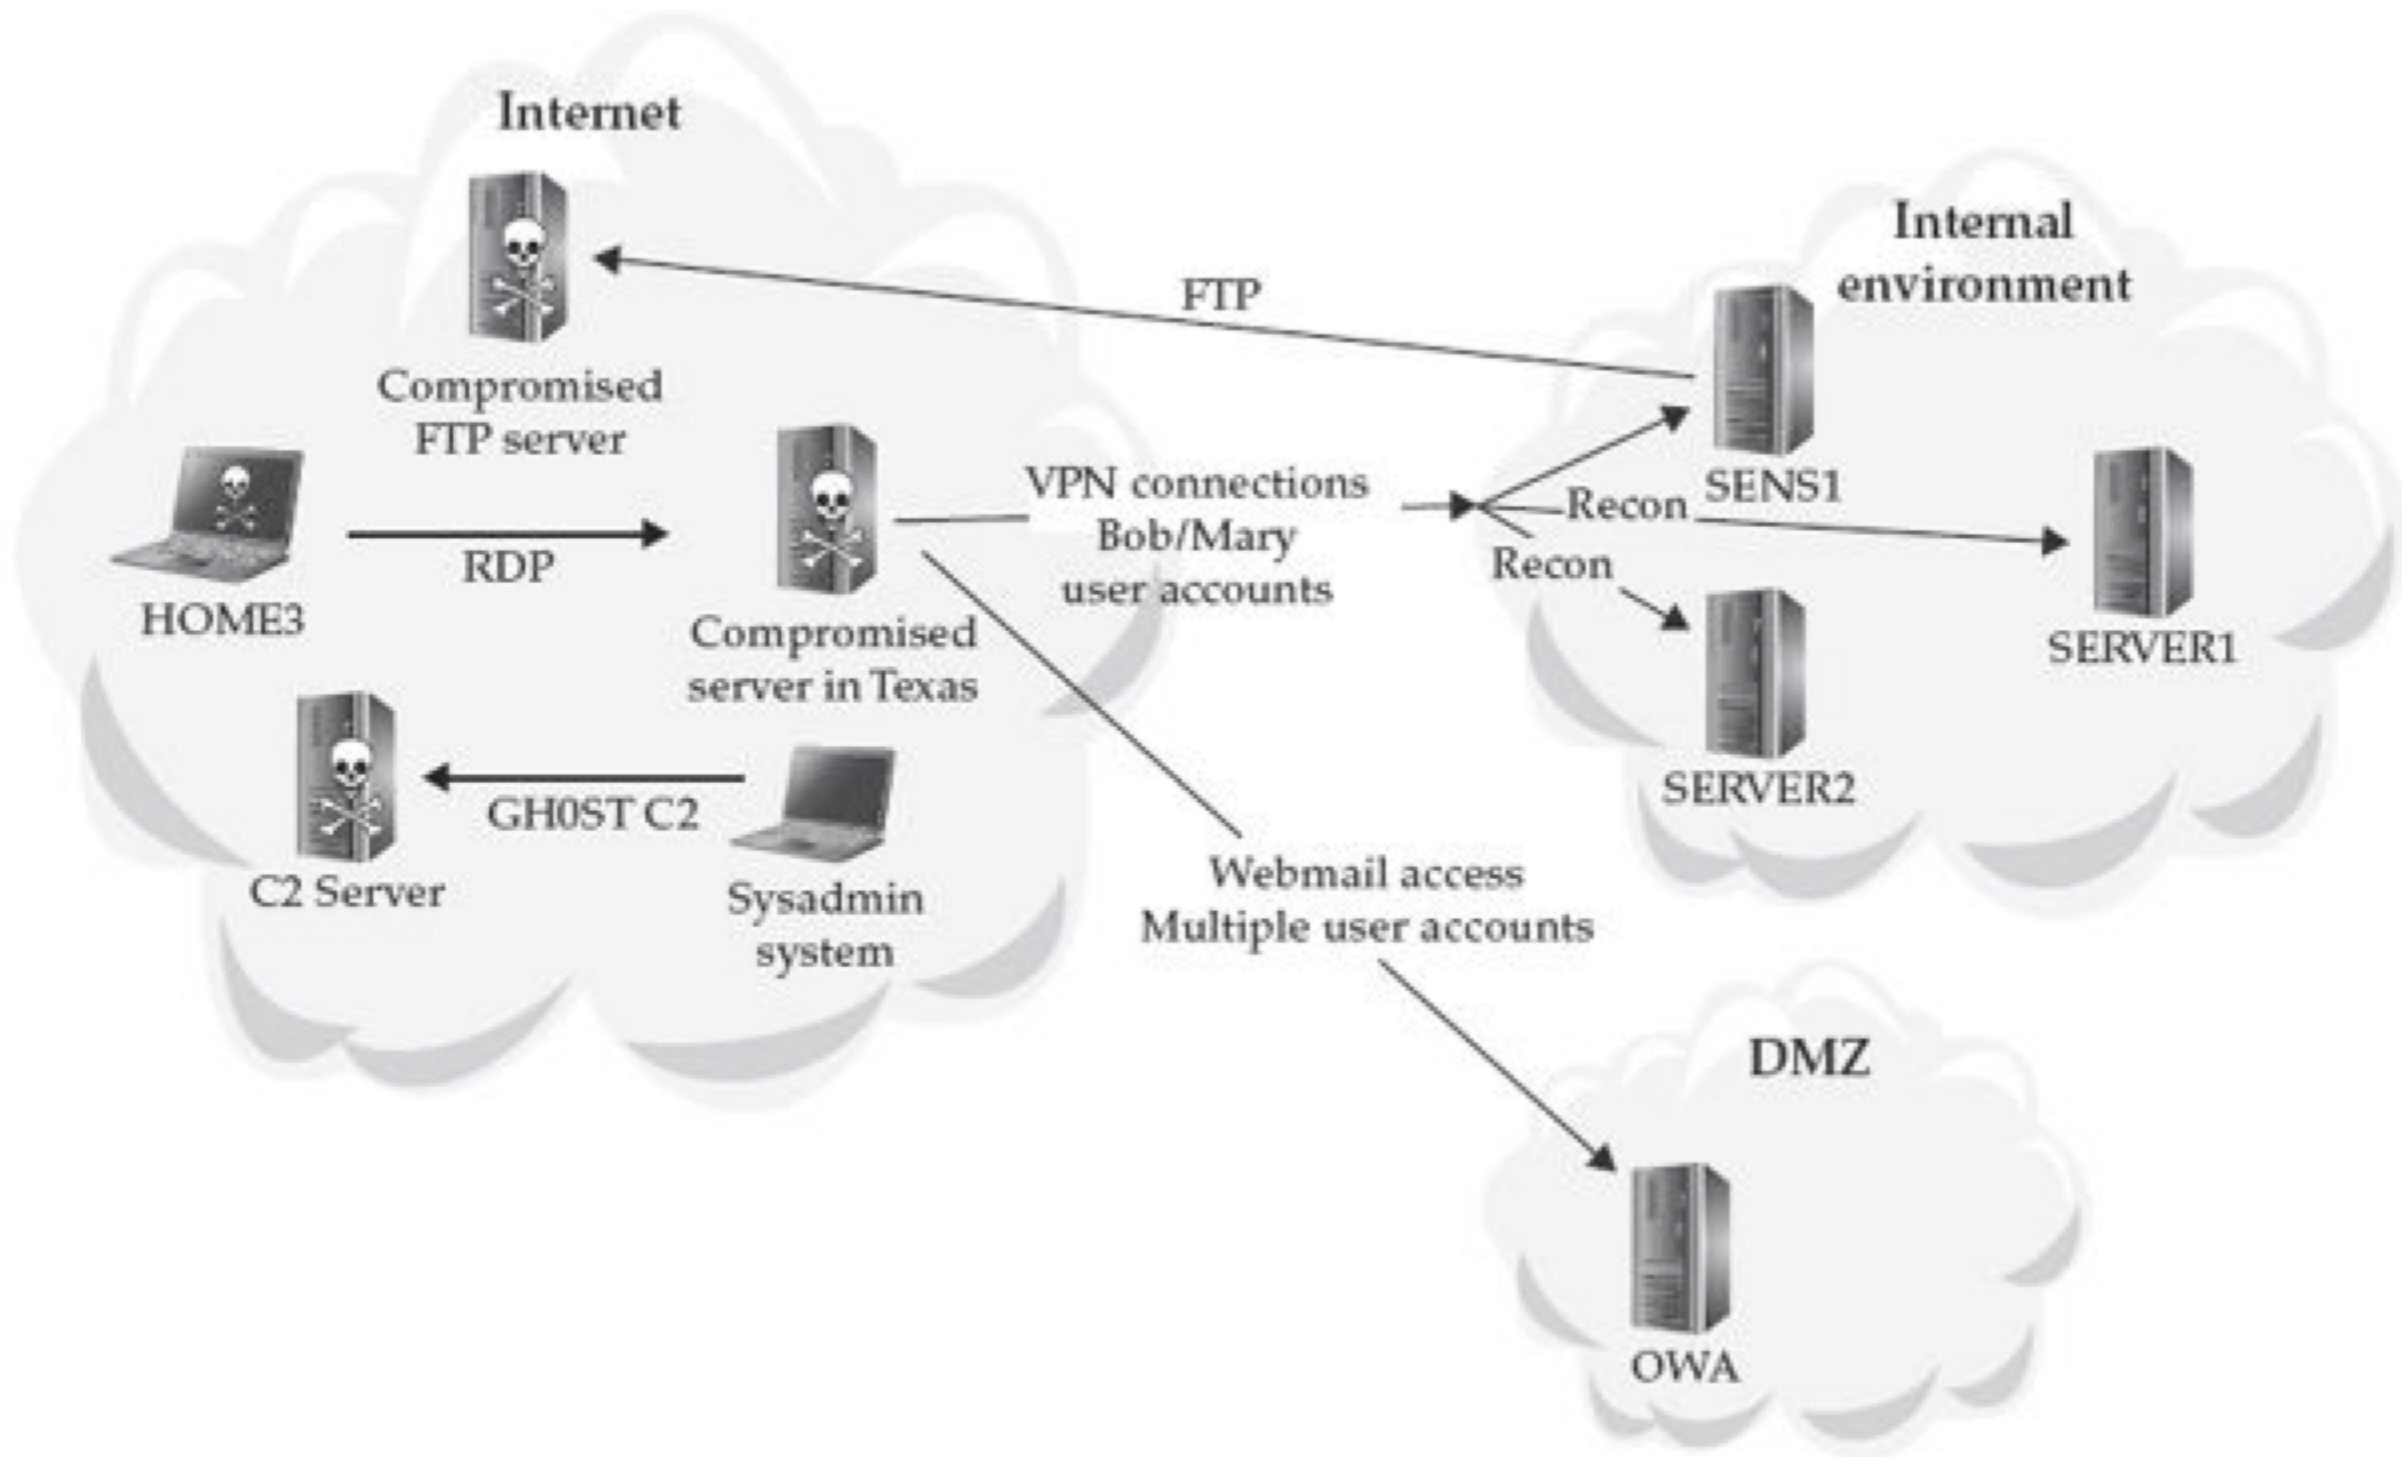 Internet
Internal
environment
FTP
Compromised
FTP server
VPN connections
Bob/Mary
user accounts
Recon
SENS1
Recon
RDP
HOME3
Compromised
server in Texas
SERVER1
SERVER2
GH0ST C2
C2 Server
Sysadmin
system
Webmail access
Multiple user accounts
DMZ
OWA